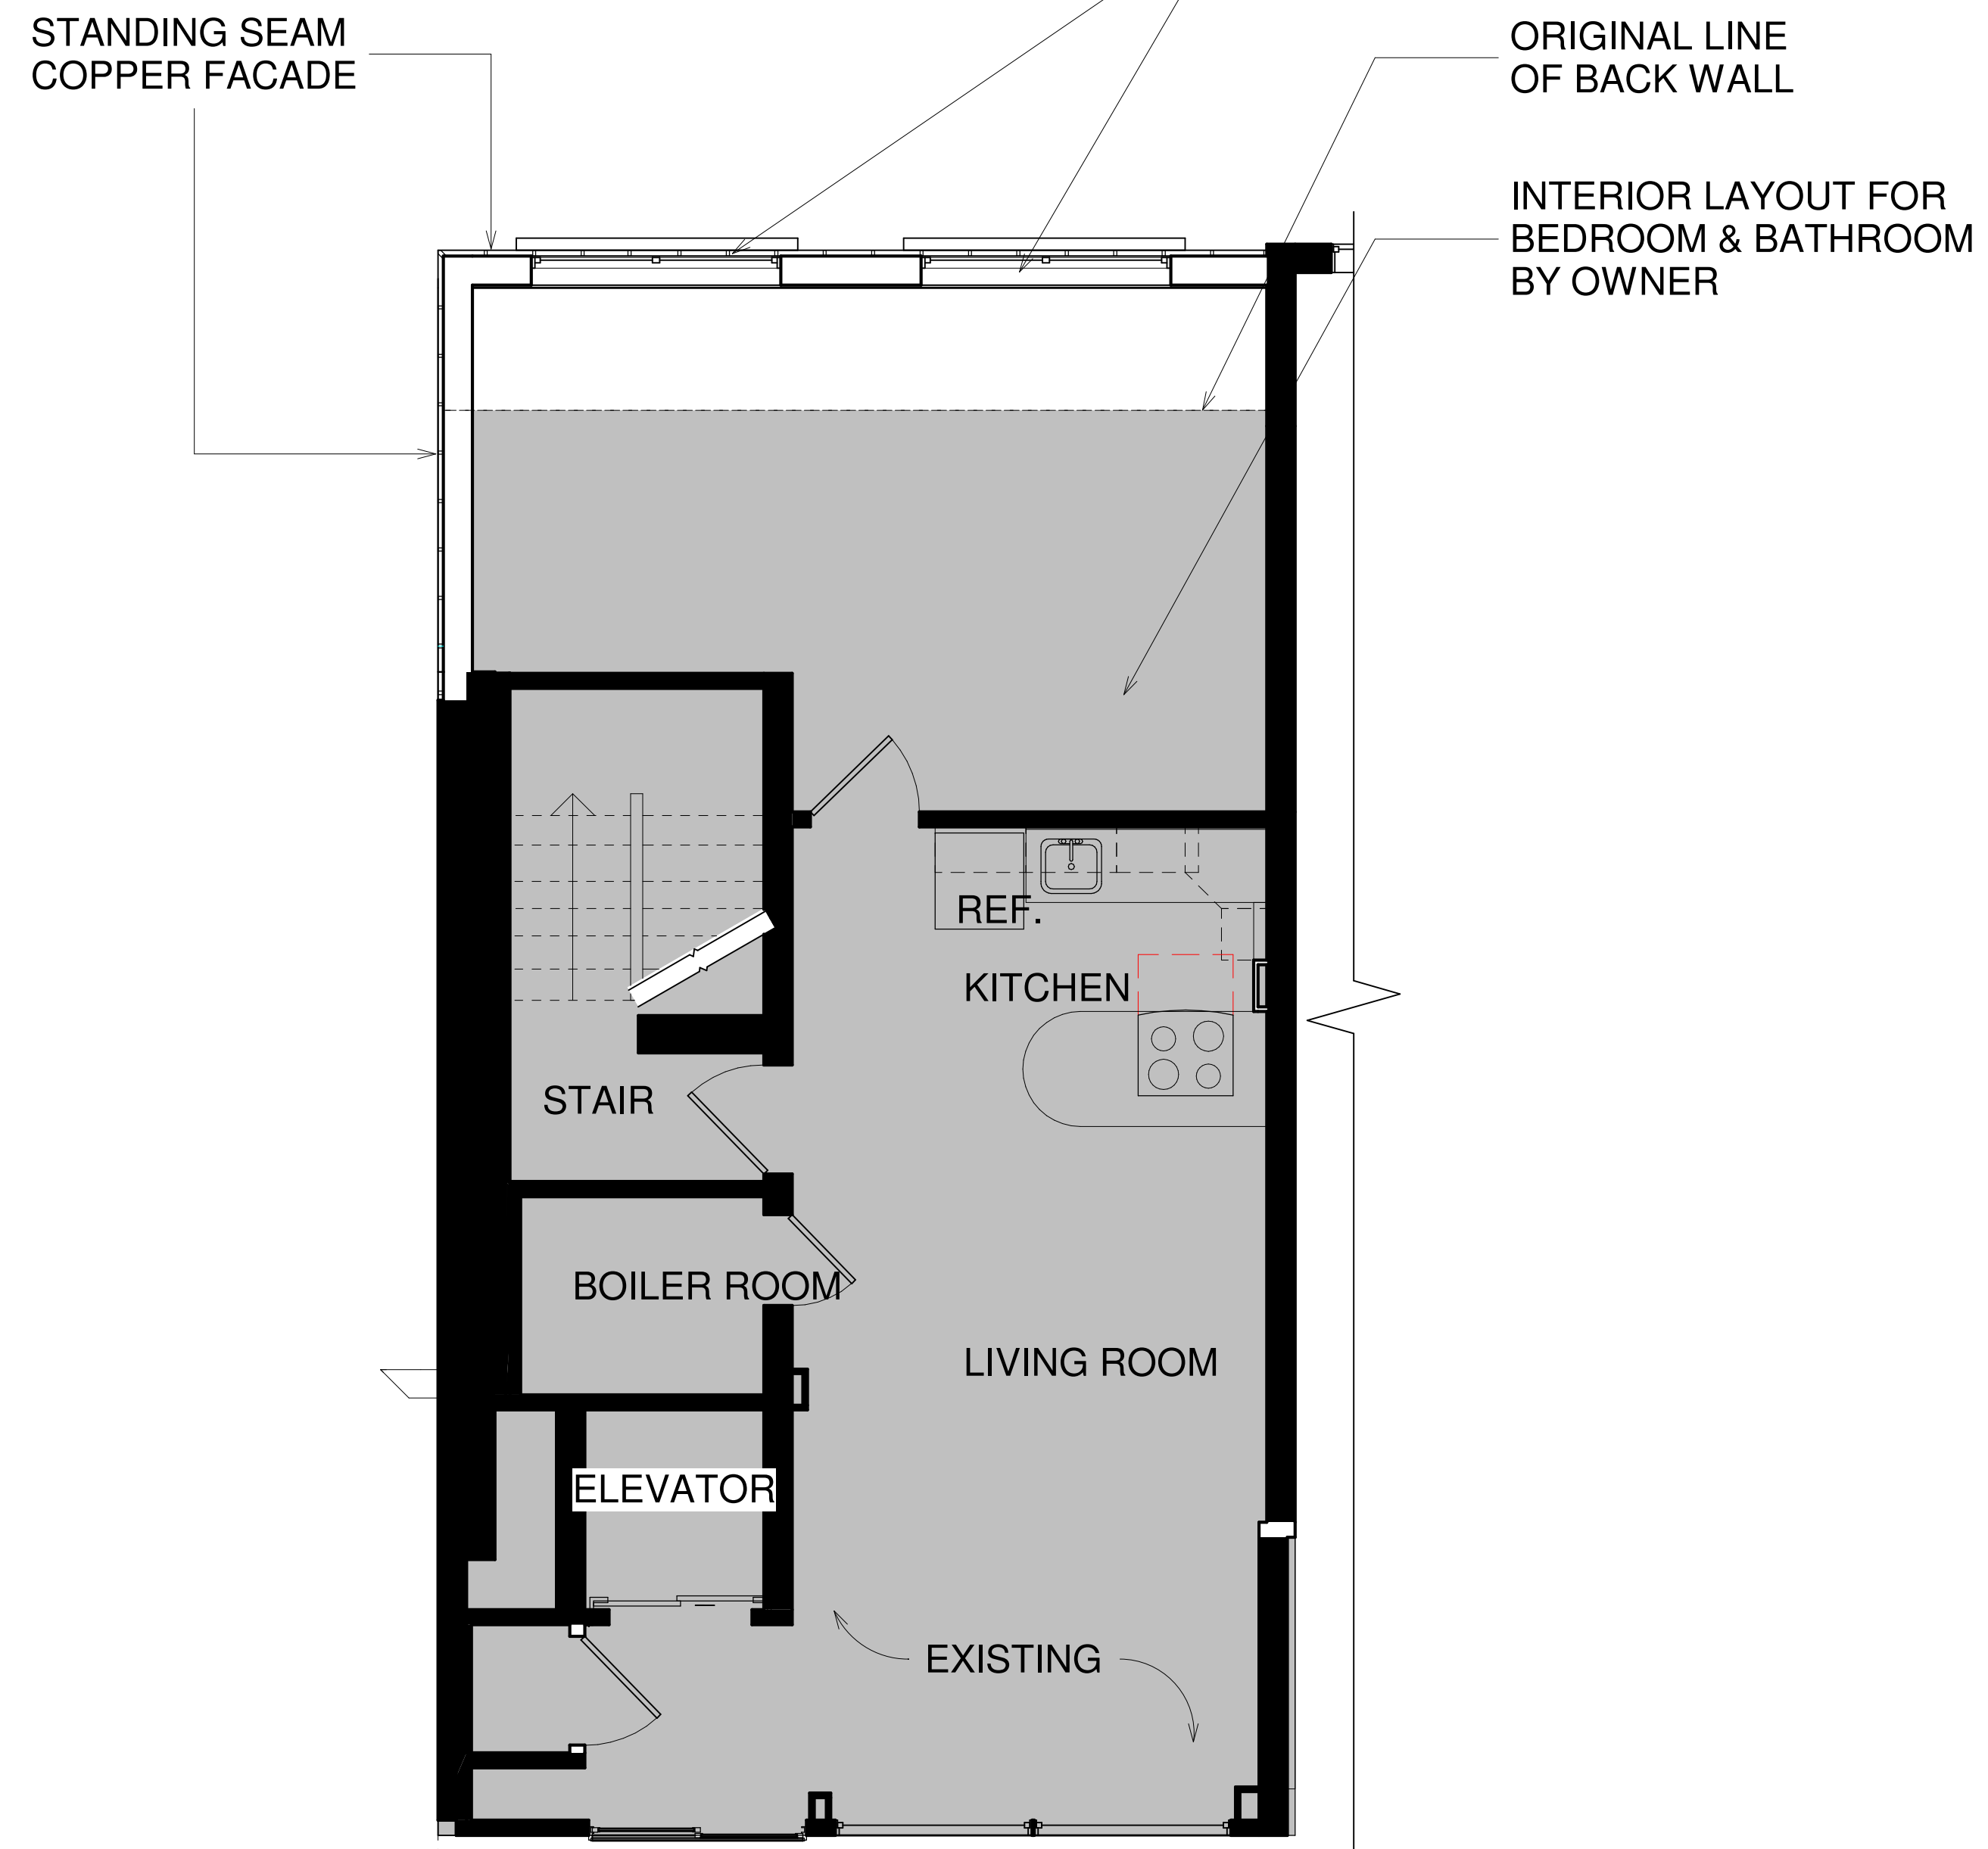 STANDING SEAM
COPPER FACADE
ORIGINAL LINE
OF BACK WALL
INTERIOR LAYOUT FOR
BEDROOM & BATHROOM
BY OWNER
REF.
KITCHEN
STAIR
BOILER ROOM
LIVING ROOM
ELEVATOR
EXISTING